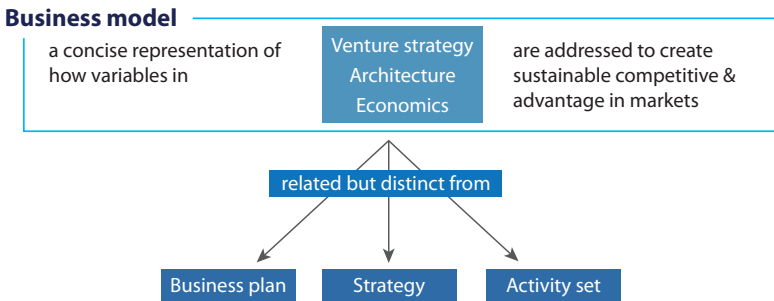 Business model
a concise representation of
how variables in
Venture strategy
Architecture
Economics
are addressed to create
sustainable competitive &
advantage in markets
related but distinct from
Business plan
Strategy
Activity set